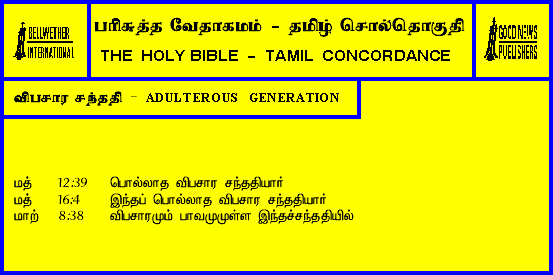 BELLWETHER
INTERNATIONAL
பரிசுத்த வேதாகமம் - தமிழ் சொல்தொகுதி
THE HOLY BIBLE - TAMIL CONCORDANCE
GOOD NEWS
PUBLISHERS
விபசார சந்ததி - ADULTEROUS GENERATION
மத் 12:39 பொல்லாத விபசார சந்ததியார்
மத் 16:4 இந்தப் பொல்லாத விபசார சந்ததியார்
மாற் 8:38 விபசாரமும் பாவமுமுள்ள இந்தச்சந்ததியில்